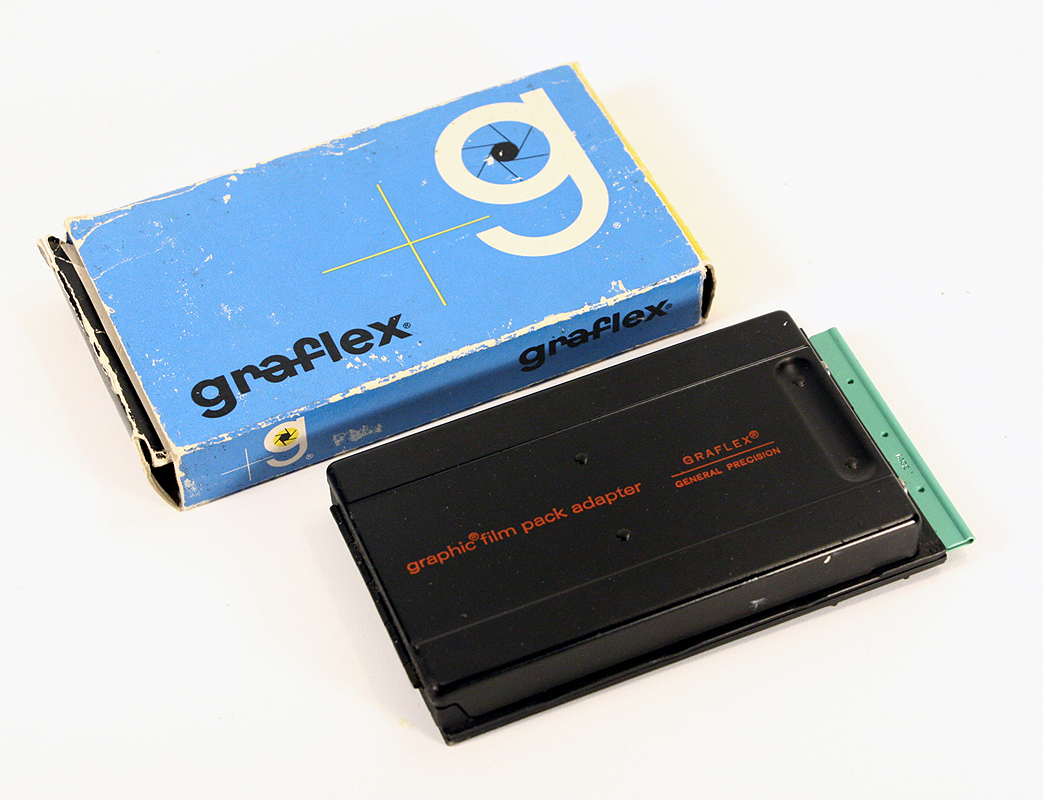 g®
graflex®
graflex®
g®
GRAFLEX®
GENERAL PRECISION
graphic® film pack adapter